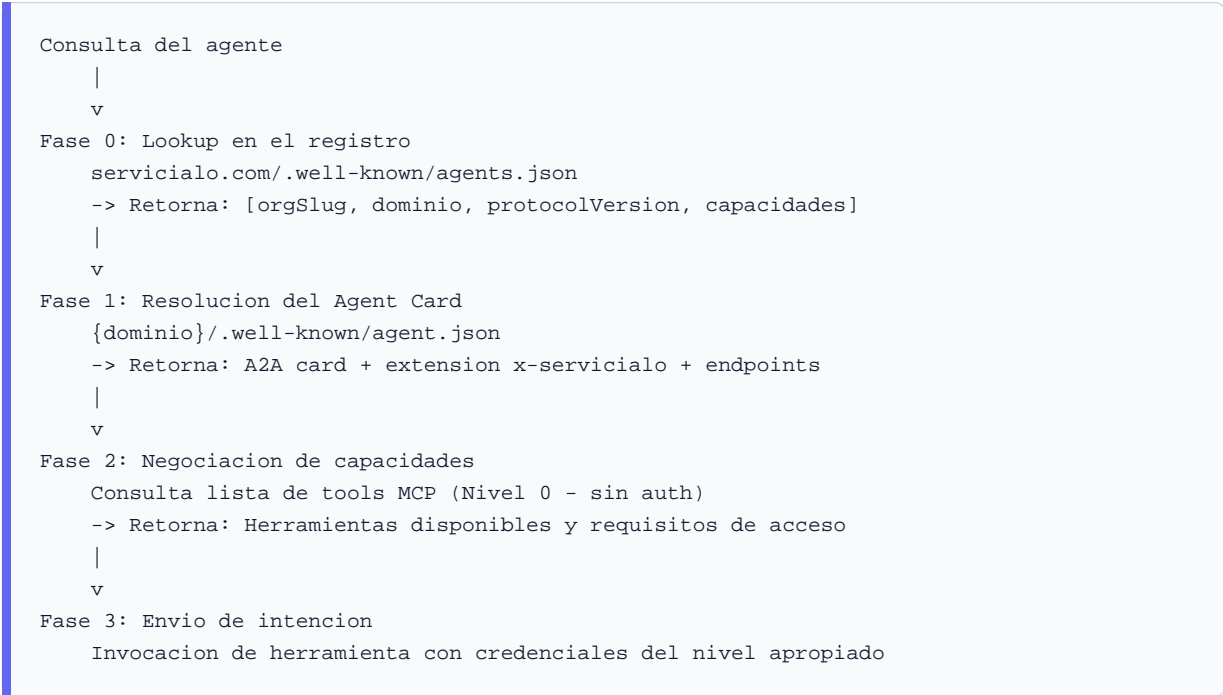 Consulta del agente
|
v
Fase 0: Lookup en el registro
servicialo.com/.well-known/agents.json
-> Retorna: [orgSlug, dominio, protocolVersion, capacidades]
|
v
Fase 1: Resolucion del Agent Card
{dominio}/.well-known/agent.json
-> Retorna: A2A card + extension x-servicialo + endpoints
|
v
Fase 2: Negociacion de capacidades
Consulta lista de tools MCP (Nivel 0 - sin auth)
-> Retorna: Herramientas disponibles y requisitos de acceso
|
v
Fase 3: Envio de intencion
Invocacion de herramienta con credenciales del nivel apropiado